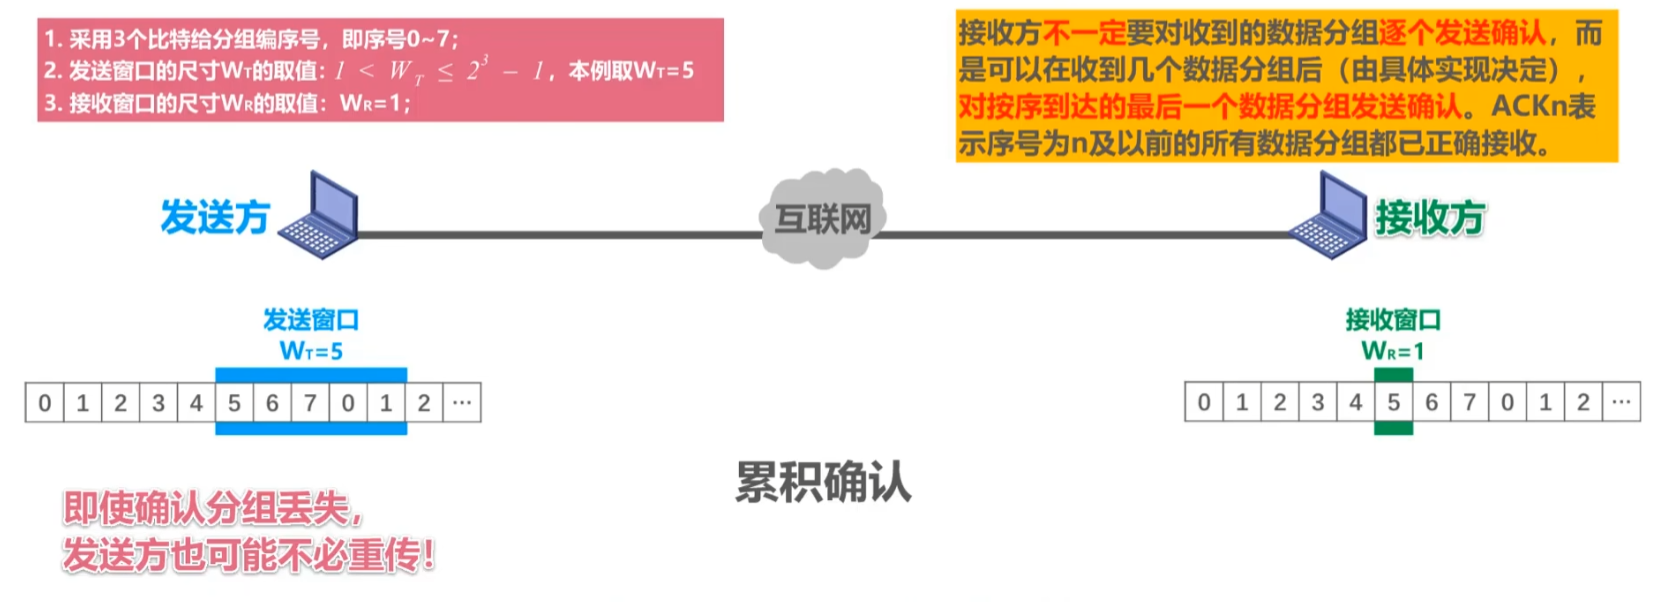 1. 采用3个比特给分组编序号，即序号0~7；
2. 发送窗口的尺寸WT的取值：1 < W_T ≤ 2^3 − 1，本例取WT=5
3. 接收窗口的尺寸WR的取值：WR=1；
接收方不一定要对收到的数据分组逐个发送确认，而
是可以在收到几个数据分组后（由具体实现决定），
对按序到达的最后一个数据分组发送确认。ACKn表
示序号为n及以前的所有数据分组都已正确接收。
发送方
互联网
接收方
发送窗口
WT=5
接收窗口
WR=1
0 1 2 3 4 5 6 7 0 1 2 ···
0 1 2 3 4 5 6 7 0 1 2 ···
累积确认
即使确认分组丢失，
发送方也可能不必重传！